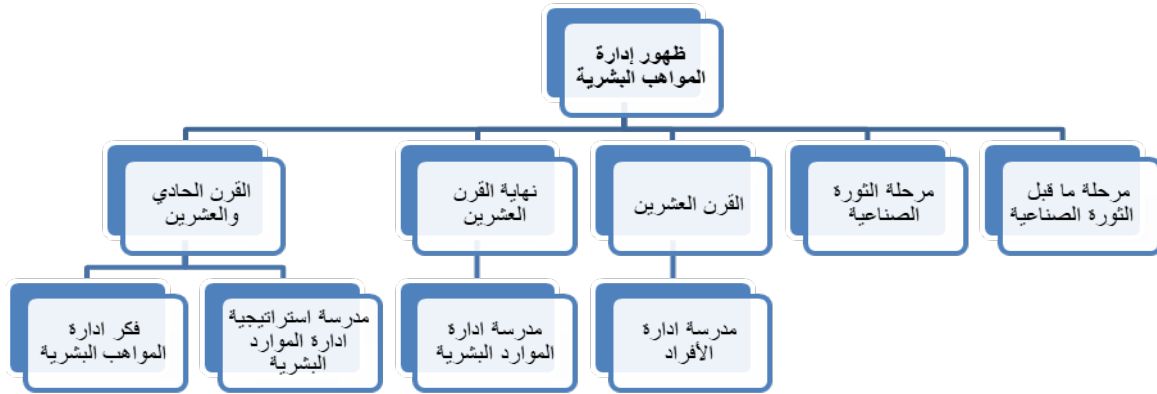 ظهور إدارة
المواهب البشرية
مرحلة ما قبل
الثورة الصناعية
مرحلة الثورة
الصناعية
القرن العشرين
نهاية القرن
العشرين
القرن الحادي
والعشرين
مدرسة ادارة
الأفراد
مدرسة ادارة
الموارد البشرية
مدرسة استراتيجية
ادارة الموارد
البشرية
فكر ادارة
المواهب البشرية